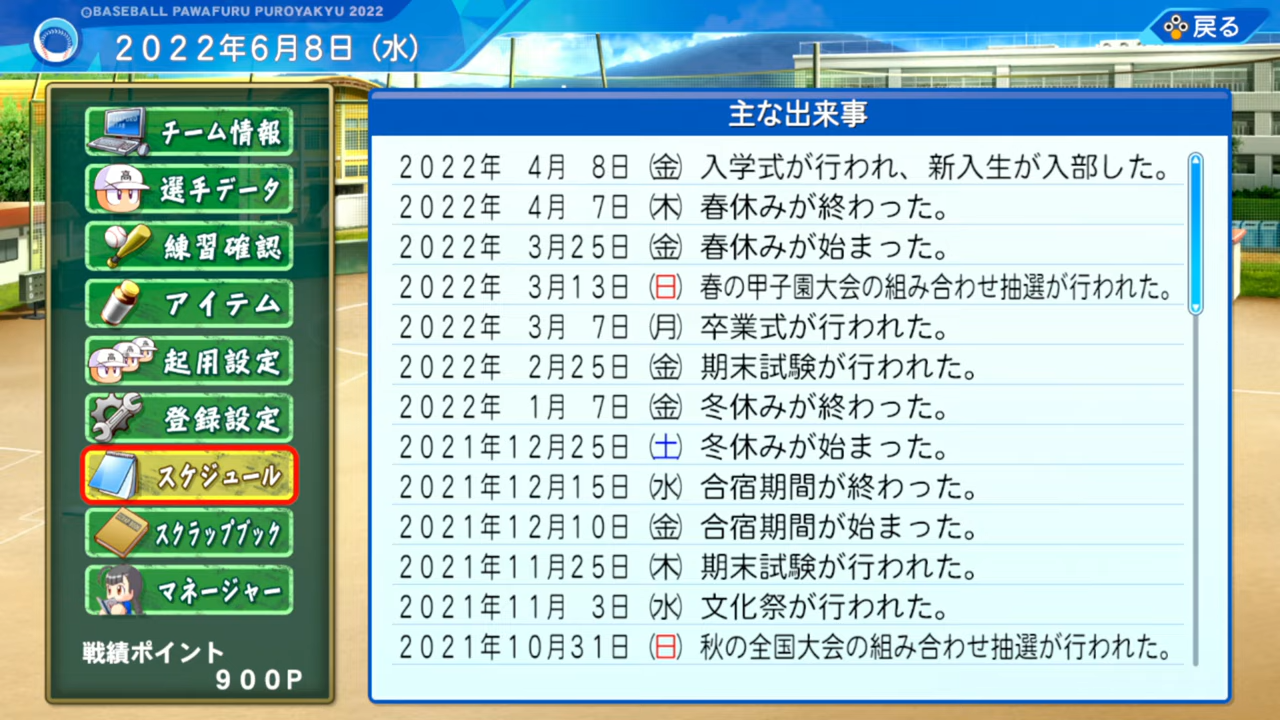 ©BASEBALL PAWAFURU PUROYAKYU 2022
2022年6月8日（水）
戻る
チーム情報
選手データ
練習確認
アイテム
起用設定
登録設定
スケジュール
スクラップブック
マネージャー
戦績ポイント
900P
主な出来事
2022年 4月 8日（金）入学式が行われ、新入生が入部した。
2022年 4月 7日（木）春休みが終わった。
2022年 3月25日（金）春休みが始まった。
2022年 3月13日（日）春の甲子園大会の組み合わせ抽選が行われた。
2022年 3月 7日（月）卒業式が行われた。
2022年 2月25日（金）期末試験が行われた。
2022年 1月 7日（金）冬休みが終わった。
2021年12月25日（土）冬休みが始まった。
2021年12月15日（水）合宿期間が終わった。
2021年12月10日（金）合宿期間が始まった。
2021年11月25日（木）期末試験が行われた。
2021年11月 3日（水）文化祭が行われた。
2021年10月31日（日）秋の全国大会の組み合わせ抽選が行われた。